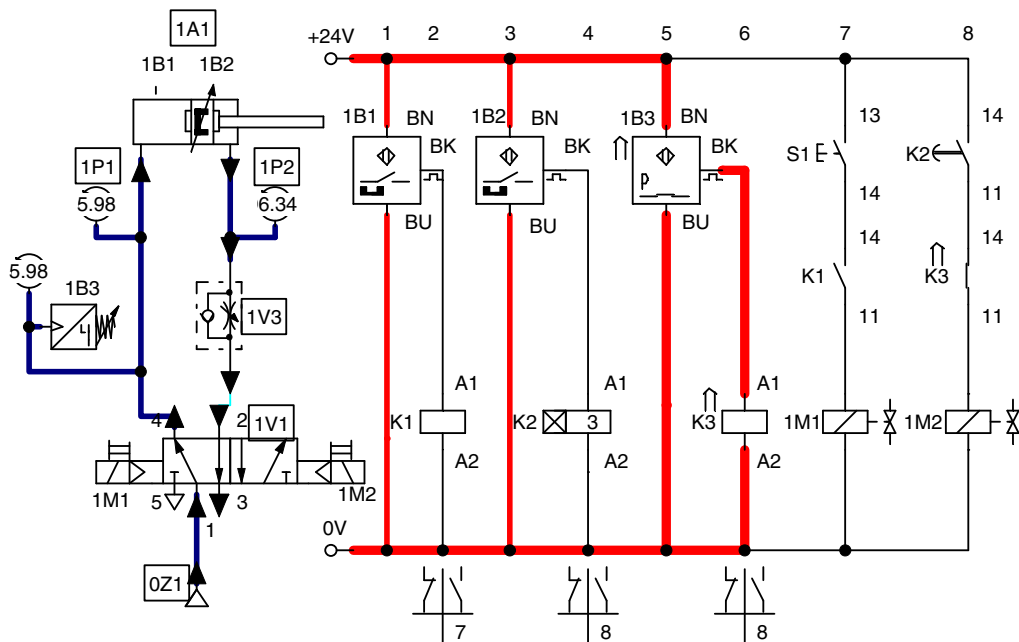 1A1
+24V 1 2 3 4 5 6 7 8
1B1 1B2
1B1 BN 1B2 BN 1B3 BN 13 14
BK BK BK S1 K2
1P1 1P2
5.98 6.34 14 11
BU BU BU
14 14
5.98 1B3
K1 K3
1V3 11 11
A1 A1 A1
4 2 1V1 K1 K2 3 K3 1M1 1M2
A2 A2 A2
1M1 5 3 1M2
1 0V
0Z1
7 8 8
p